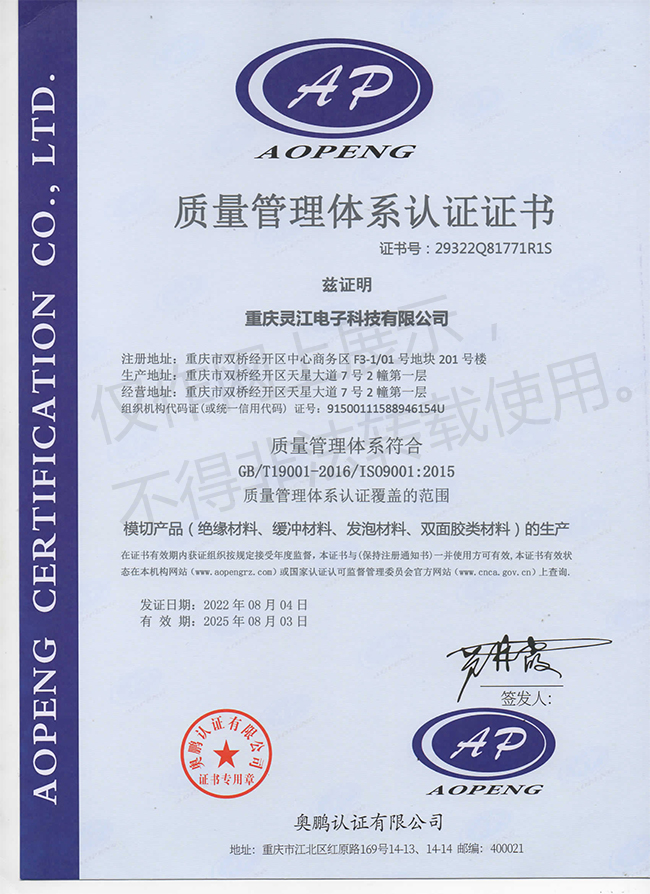 AOPENG CERTIFICATION CO., LTD.
AP
AOPENG
质量管理体系认证证书
证书号：29322Q81771R1S
兹证明
重庆灵江电子科技有限公司
注册地址：重庆市双桥经开区中心商务区 F3-1/01 号地块 201 号楼
生产地址：重庆市双桥经开区天星大道 7 号 2 幢第一层
经营地址：重庆市双桥经开区天星大道 7 号 2 幢第一层
组织机构代码证(或统一信用代码) 证号：91500111588946154U
仅作网上展示，
不得非法转载使用。
质量管理体系符合
GB/T19001-2016/ISO9001:2015
质量管理体系认证覆盖的范围
模切产品（绝缘材料、缓冲材料、发泡材料、双面胶类材料）的生产
在证书有效期内获证组织按规定接受年度监督，本证书与(保持注册通知书)一并使用方可有效,本证书有效状
态在本机构网站（www.aopengrz.com）或国家认证认可监督管理委员会官方网站（www.cnca.gov.cn）上查询.
发证日期：2022 年 08 月 04 日
有 效 期：2025 年 08 月 03 日
签发人:
奥鹏认证有限公司
证书专用章
AP
AOPENG
奥鹏认证有限公司
地址：重庆市江北区红原路169号14-13、14-14 邮编：400021